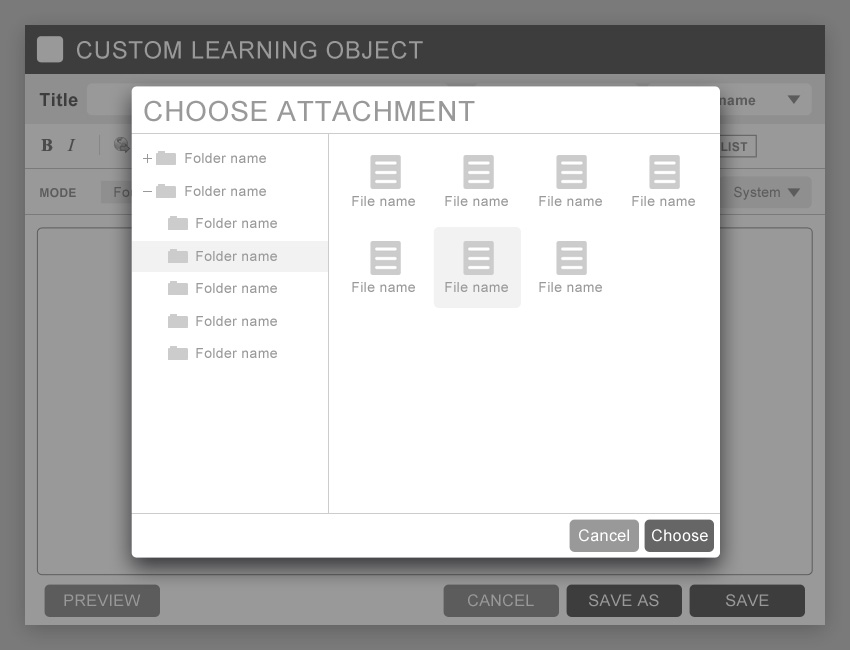 CUSTOM LEARNING OBJECT
Title
name
B I
LIST
MODE
System
CHOOSE ATTACHMENT
+ Folder name
– Folder name
Folder name
Folder name
Folder name
Folder name
Folder name
File name File name File name File name
File name File name File name
Cancel Choose
PREVIEW CANCEL SAVE AS SAVE